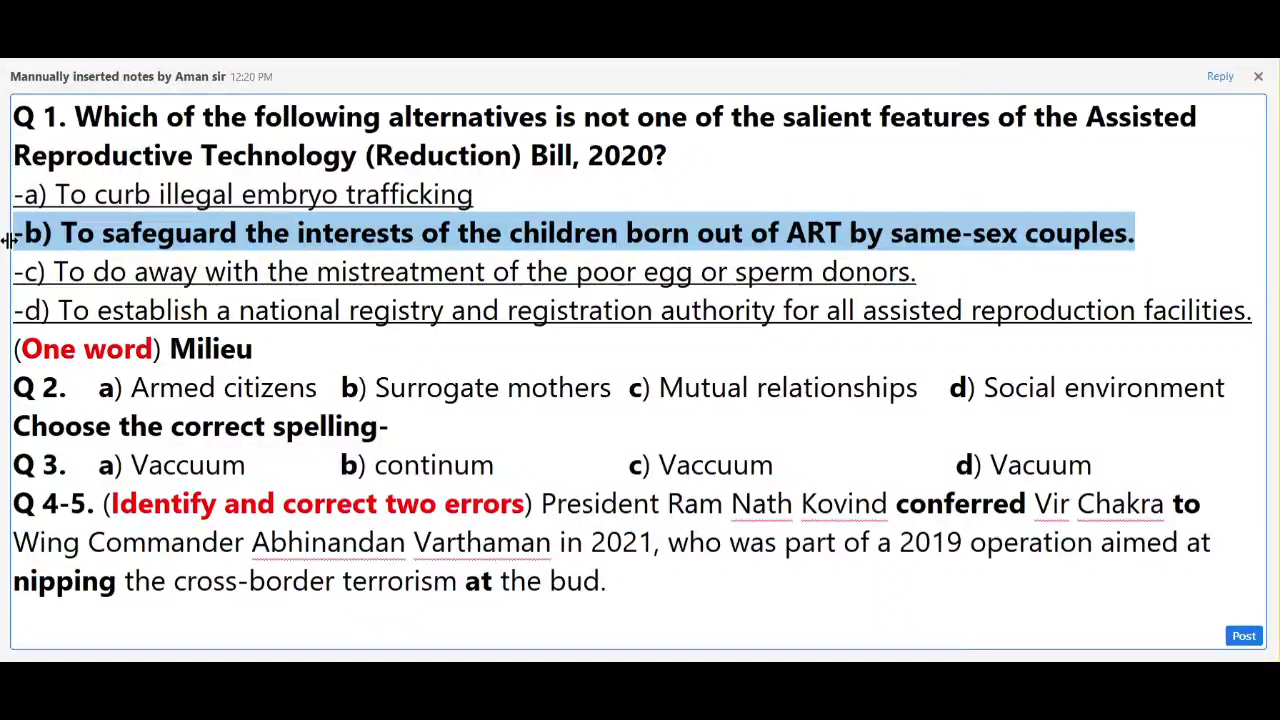 Mannually inserted notes by Aman sir 12:20 PM Reply
Q 1. Which of the following alternatives is not one of the salient features of the Assisted
Reproductive Technology (Reduction) Bill, 2020?
-a) To curb illegal embryo trafficking
-b) To safeguard the interests of the children born out of ART by same-sex couples.
-c) To do away with the mistreatment of the poor egg or sperm donors.
-d) To establish a national registry and registration authority for all assisted reproduction facilities.
(One word) Milieu
Q 2. a) Armed citizens b) Surrogate mothers c) Mutual relationships d) Social environment
Choose the correct spelling-
Q 3. a) Vaccuum b) continum c) Vaccuum d) Vacuum
Q 4-5. (Identify and correct two errors) President Ram Nath Kovind conferred Vir Chakra to
Wing Commander Abhinandan Varthaman in 2021, who was part of a 2019 operation aimed at
nipping the cross-border terrorism at the bud.
Post